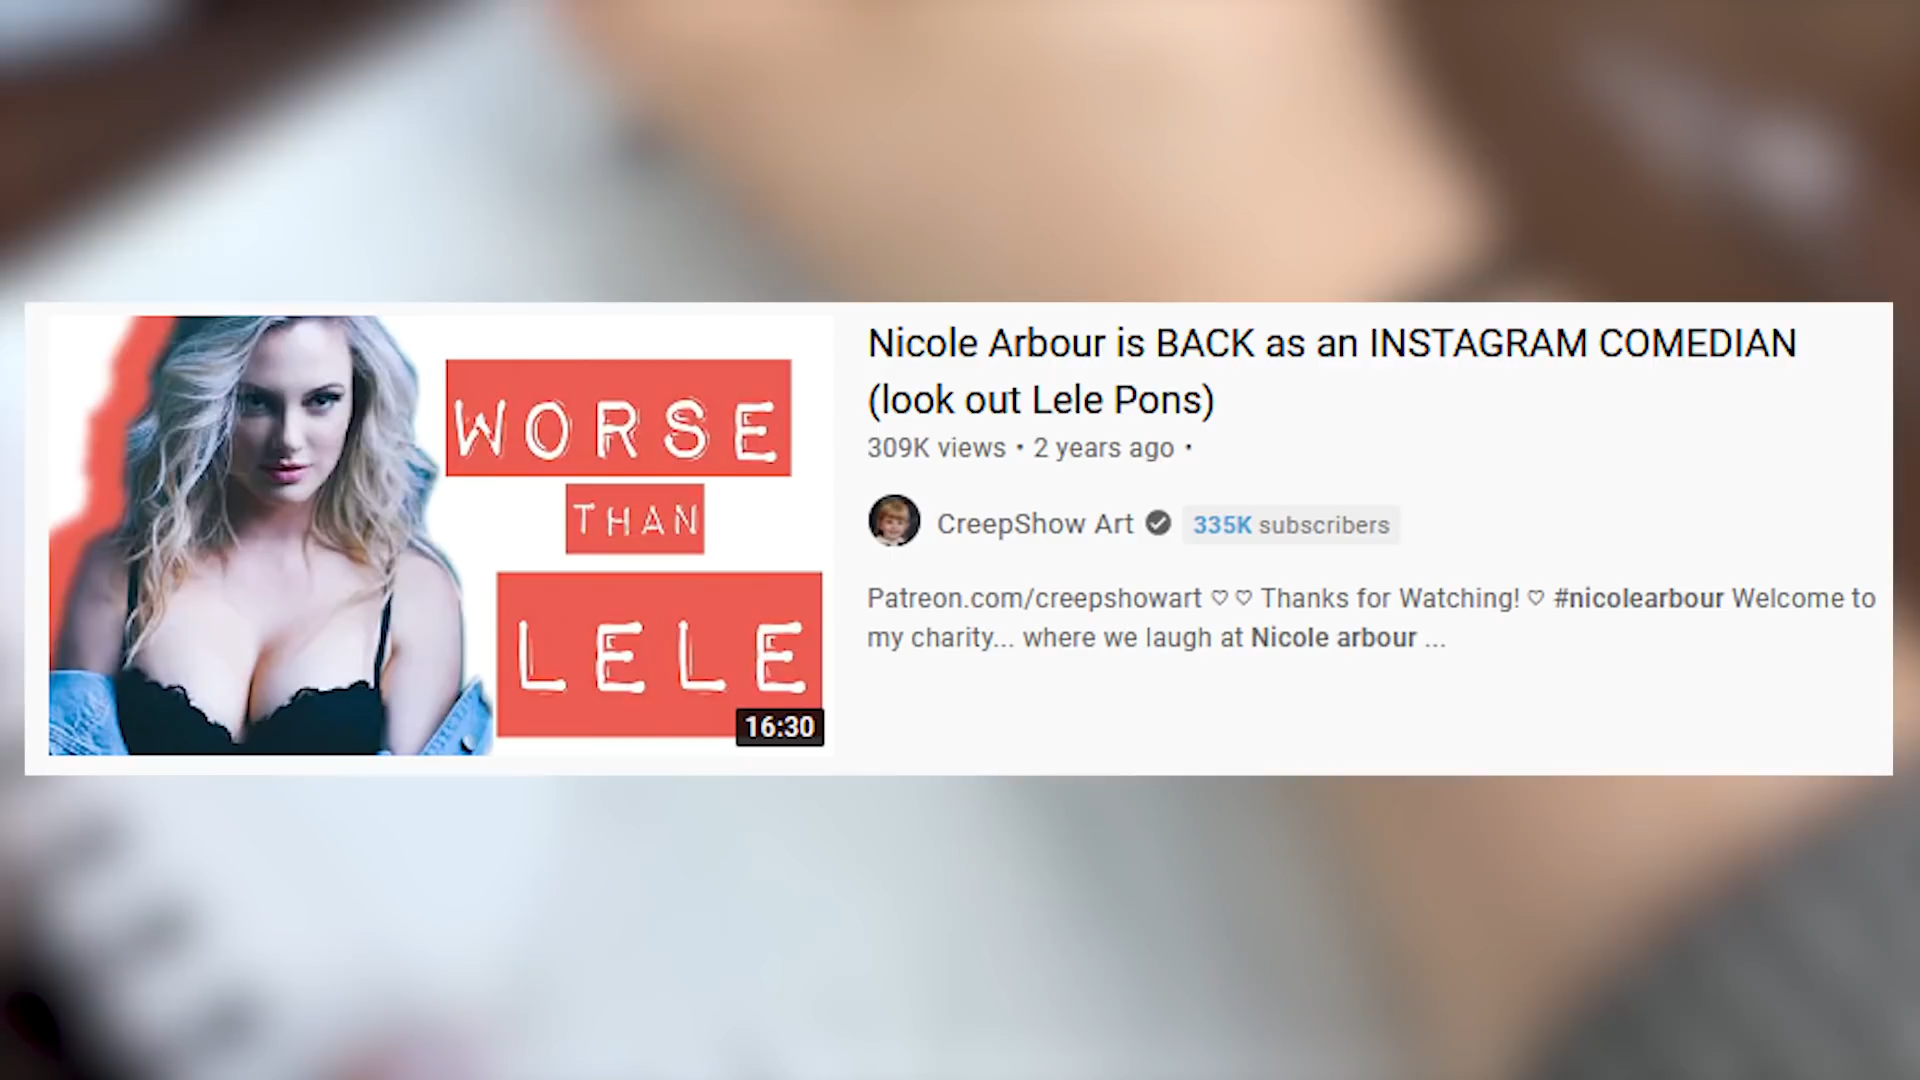 WORSE
THAN
LELE
16:30
Nicole Arbour is BACK as an INSTAGRAM COMEDIAN
(look out Lele Pons)
309K views • 2 years ago •
CreepShow Art
335K subscribers
Patreon.com/creepshowart ♡ ♡ Thanks for Watching! ♡ #nicolearbour Welcome to
my charity... where we laugh at Nicole arbour ...